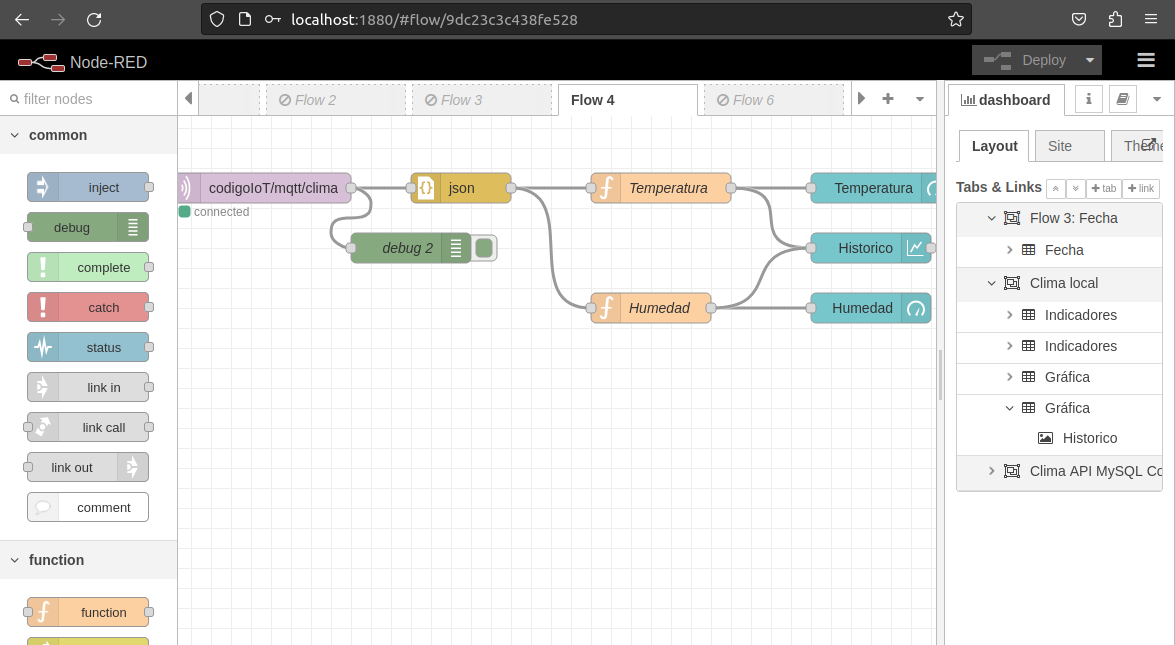 localhost:1880/#flow/9dc23c3c438fe528
Node-RED
Deploy
filter nodes
Flow 2
Flow 3
Flow 4
Flow 6
dashboard
common
inject
debug
complete
catch
status
link in
link call
link out
comment
function
function
codigoIoT/mqtt/clima
connected
json
debug 2
Temperatura
Humedad
Temperatura
Historico
Humedad
Layout
Site
Theme
Tabs & Links
tab
link
Flow 3: Fecha
Fecha
Clima local
Indicadores
Indicadores
Gráfica
Gráfica
Historico
Clima API MySQL Co